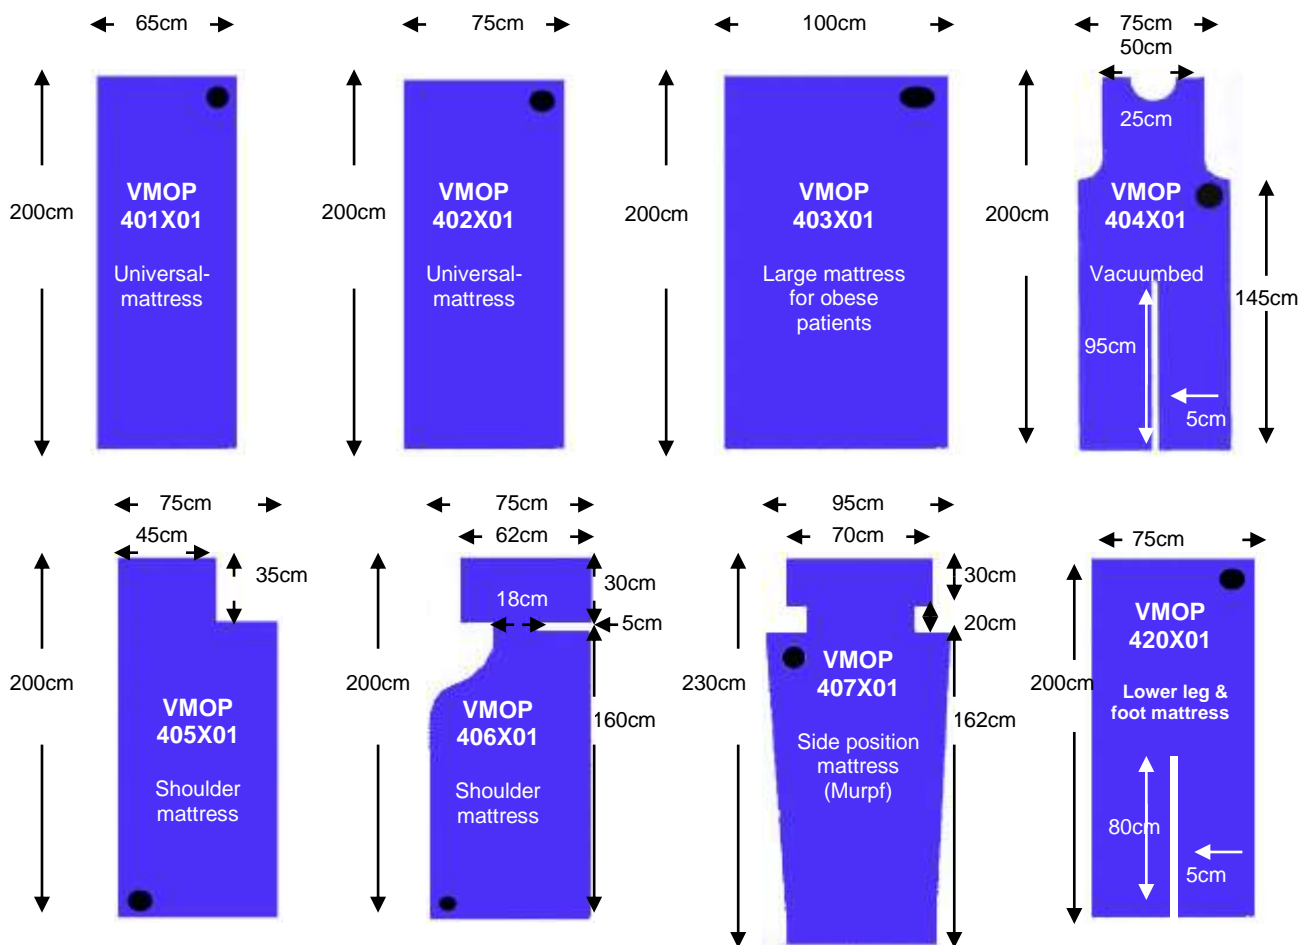 65cm
75cm
100cm
75cm
50cm
25cm
200cm
VMOP
401X01
Universal-
mattress
200cm
VMOP
402X01
Universal-
mattress
200cm
VMOP
403X01
Large mattress
for obese
patients
200cm
VMOP
404X01
Vacuumbed
145cm
95cm
5cm
75cm
45cm
35cm
200cm
VMOP
405X01
Shoulder
mattress
75cm
62cm
30cm
18cm
5cm
200cm
160cm
VMOP
406X01
Shoulder
mattress
95cm
70cm
30cm
20cm
230cm
162cm
VMOP
407X01
Side position
mattress
(Murpf)
75cm
200cm
VMOP
420X01
Lower leg &
foot mattress
80cm
5cm